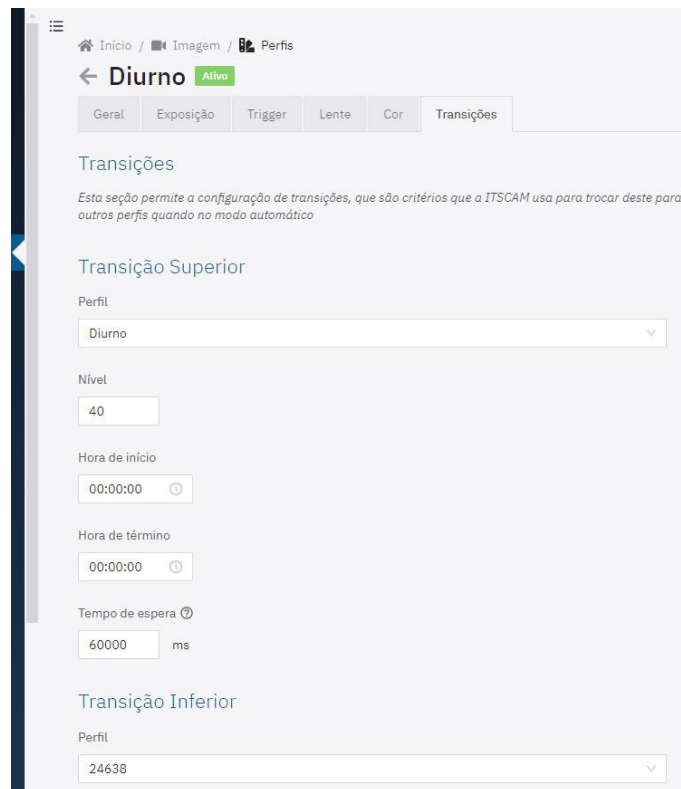 Início / Imagem / Perfis
Diurno Ativo
Geral Exposição Trigger Lente Cor Transições
Transições
Esta seção permite a configuração de transições, que são critérios que a ITSCAM usa para trocar deste para
outros perfis quando no modo automático
Transição Superior
Perfil
Diurno
Nível
40
Hora de início
00:00:00
Hora de término
00:00:00
Tempo de espera
60000 ms
Transição Inferior
Perfil
24638